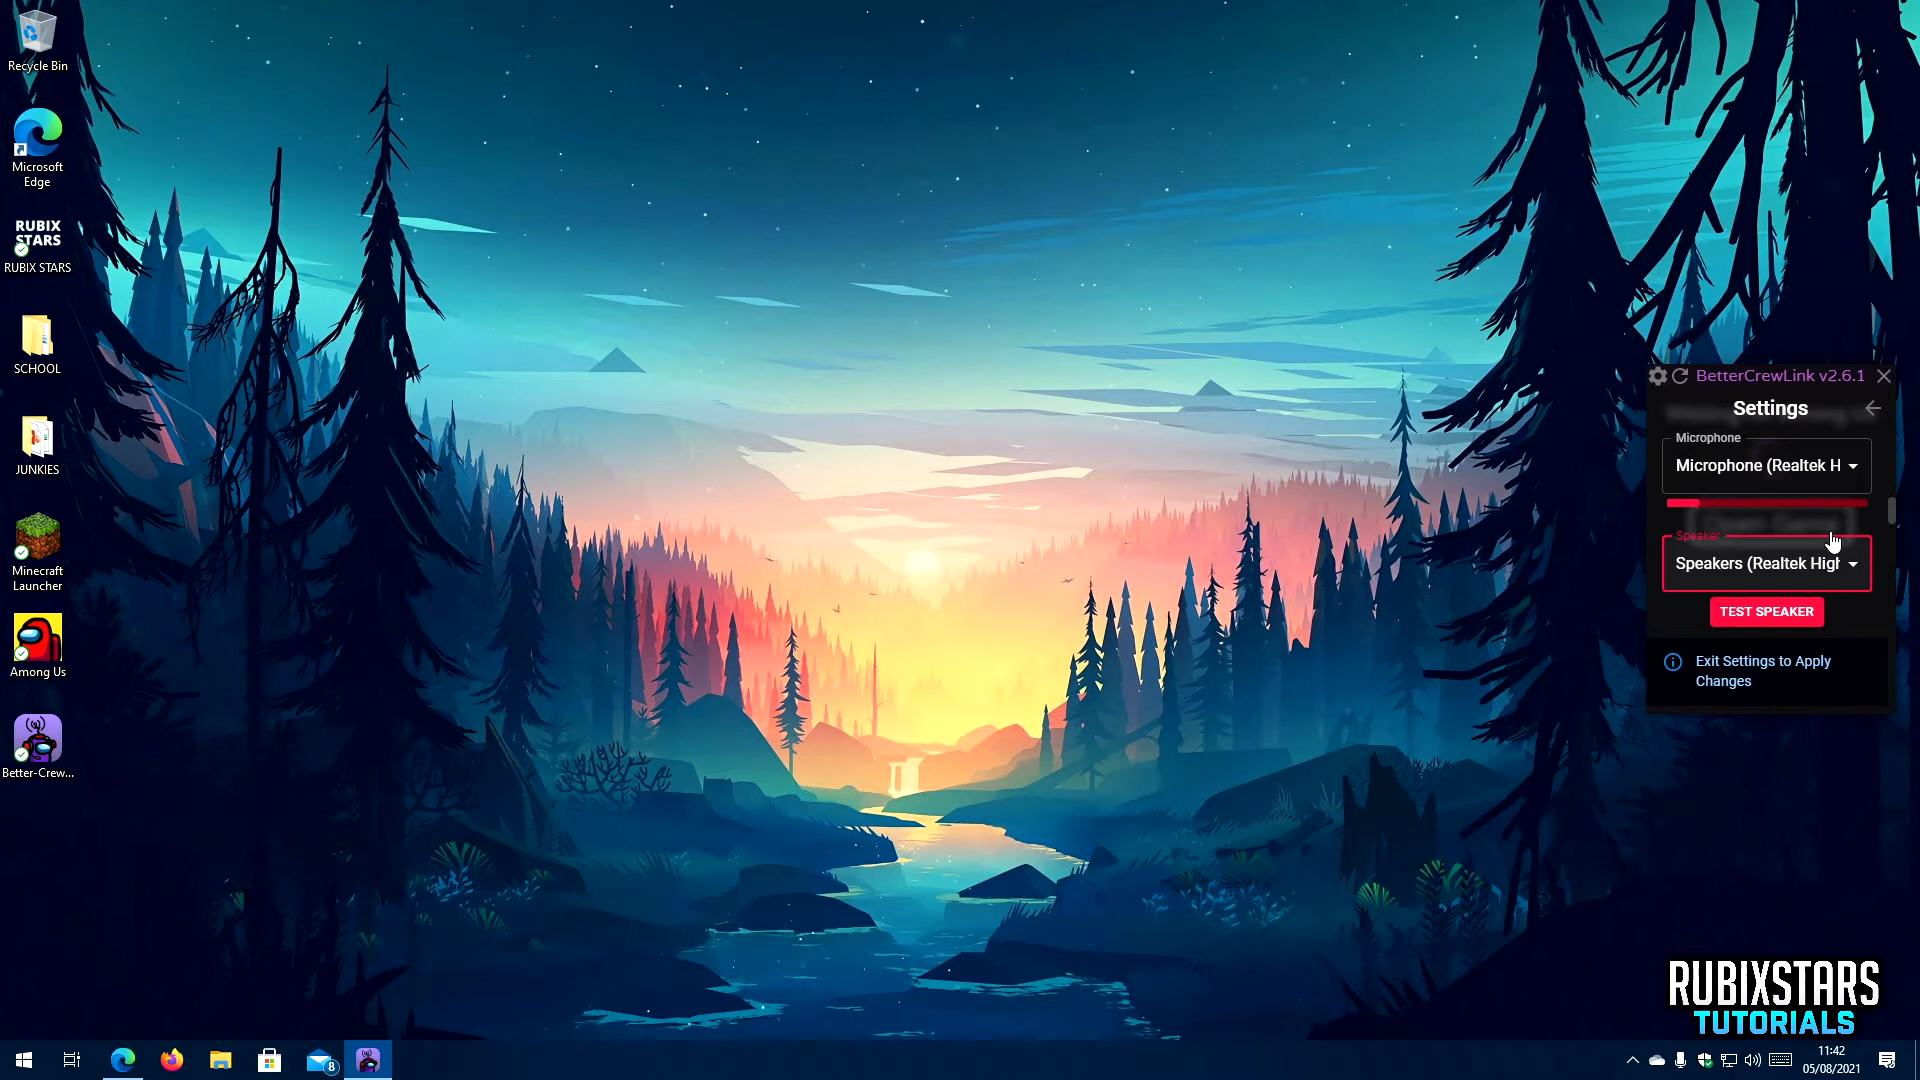 Recycle Bin
Microsoft
Edge
RUBIX
STARS
RUBIX STARS
SCHOOL
JUNKIES
Minecraft
Launcher
Among Us
Better-Crew...
BetterCrewLink v2.6.1
Settings
Microphone
Microphone (Realtek H
Speaker
Speakers (Realtek High
TEST SPEAKER
Exit Settings to Apply
Changes
RUBIXSTARS
TUTORIALS
8
11:42
05/08/2021